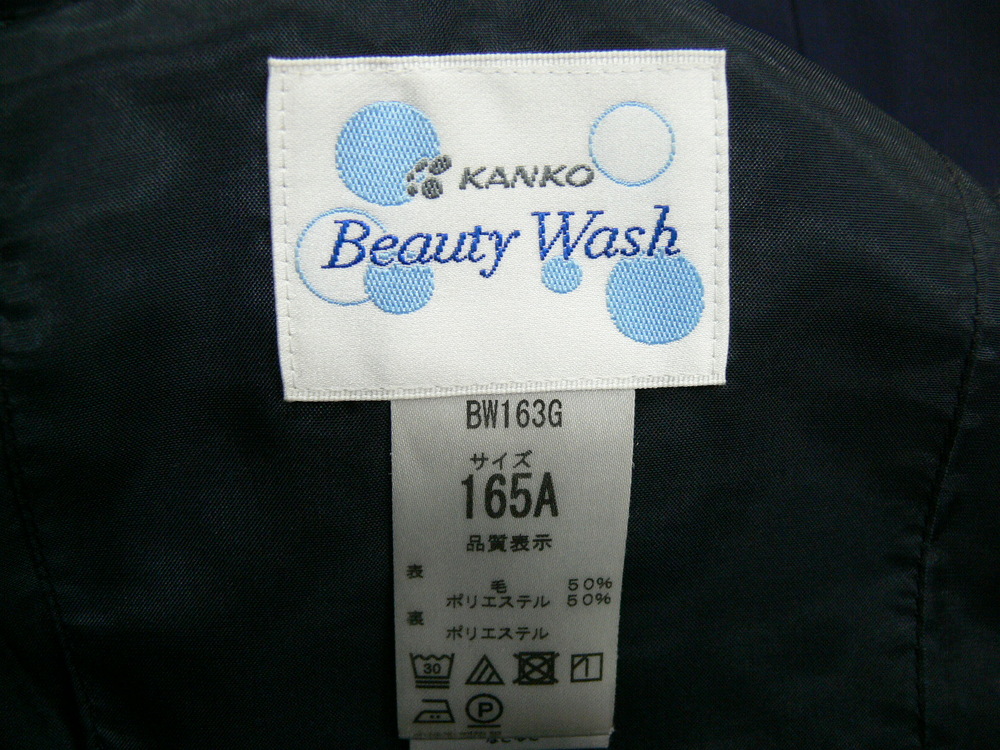 KANKO
Beauty Wash
BW163G
サイズ
165A
品質表示
表
毛 50%
ポリエステル 50%
裏
ポリエステル
30
P